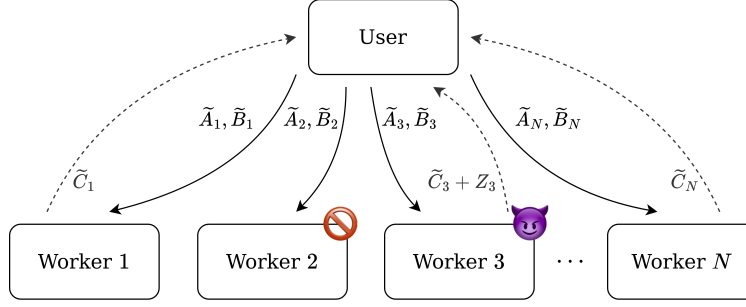 User
Ã₁, B̃₁
Ã₂, B̃₂
Ã₃, B̃₃
Ã_N, B̃_N
C̃₁
C̃₃ + Z₃
C̃_N
Worker 1
Worker 2
Worker 3
···
Worker N